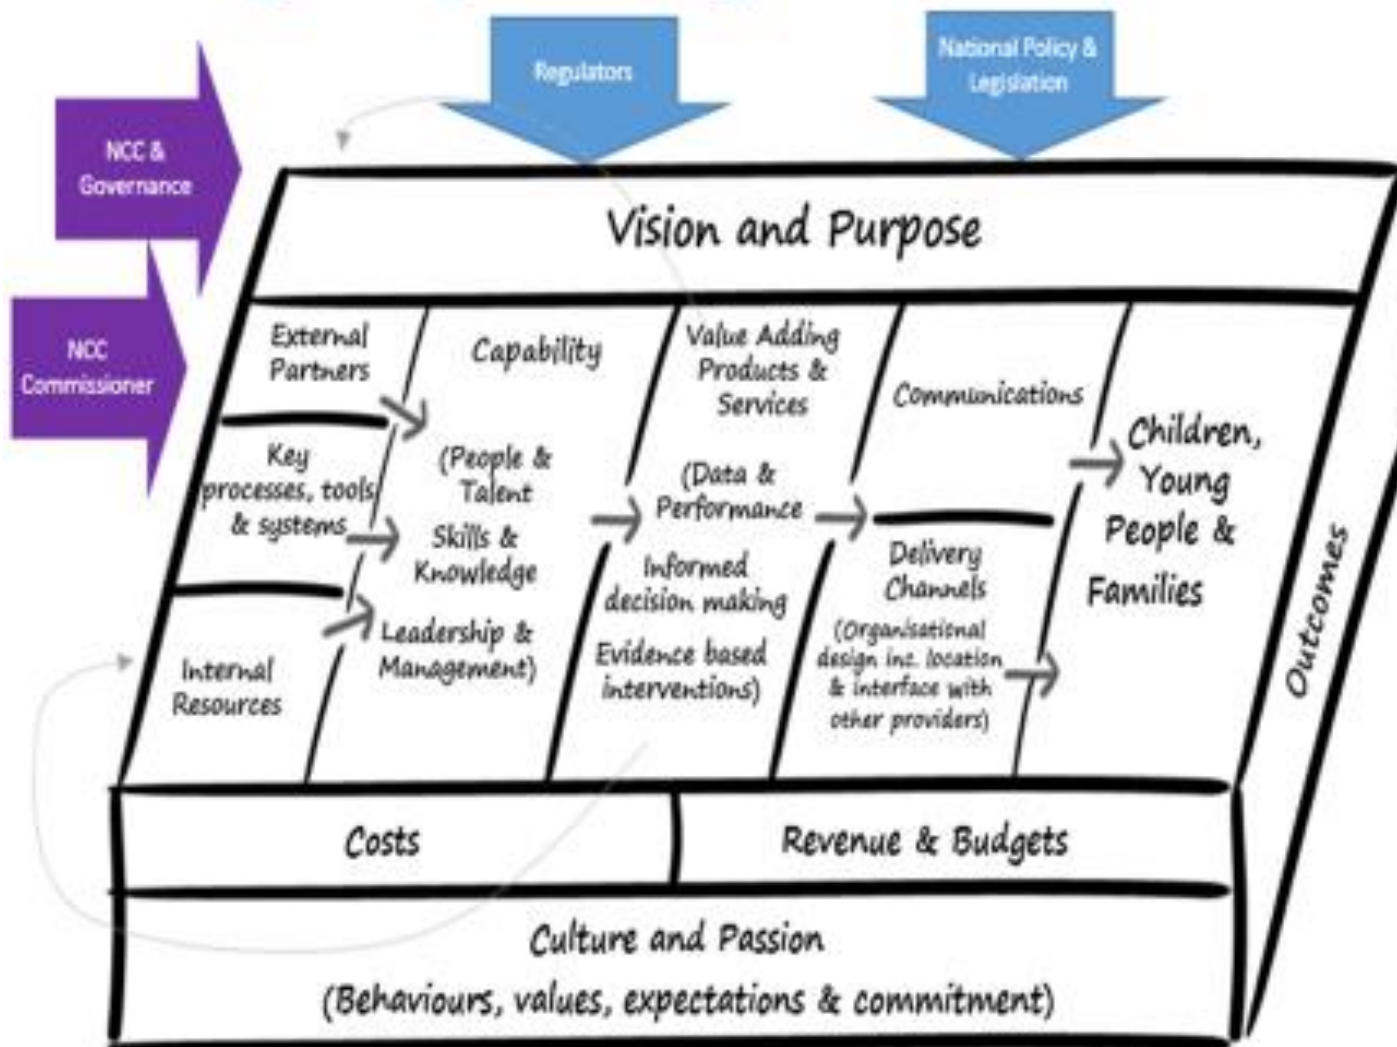 Regulators
National Policy &
Legislation
NCC &
Governance
NCC
Commissioner
Vision and Purpose
External
Partners
Key
processes, tools
& systems
Internal
Resources
Capability
(People &
Talent
Skills &
Knowledge
Leadership &
Management)
Value Adding
Products &
Services
(Data &
Performance
Informed
decision making
Evidence based
interventions)
Communications
Delivery
Channels
(Organisational
design inc. location
& interface with
other providers)
Children,
Young
People &
Families
Outcomes
Costs
Revenue & Budgets
Culture and Passion
(Behaviours, values, expectations & commitment)